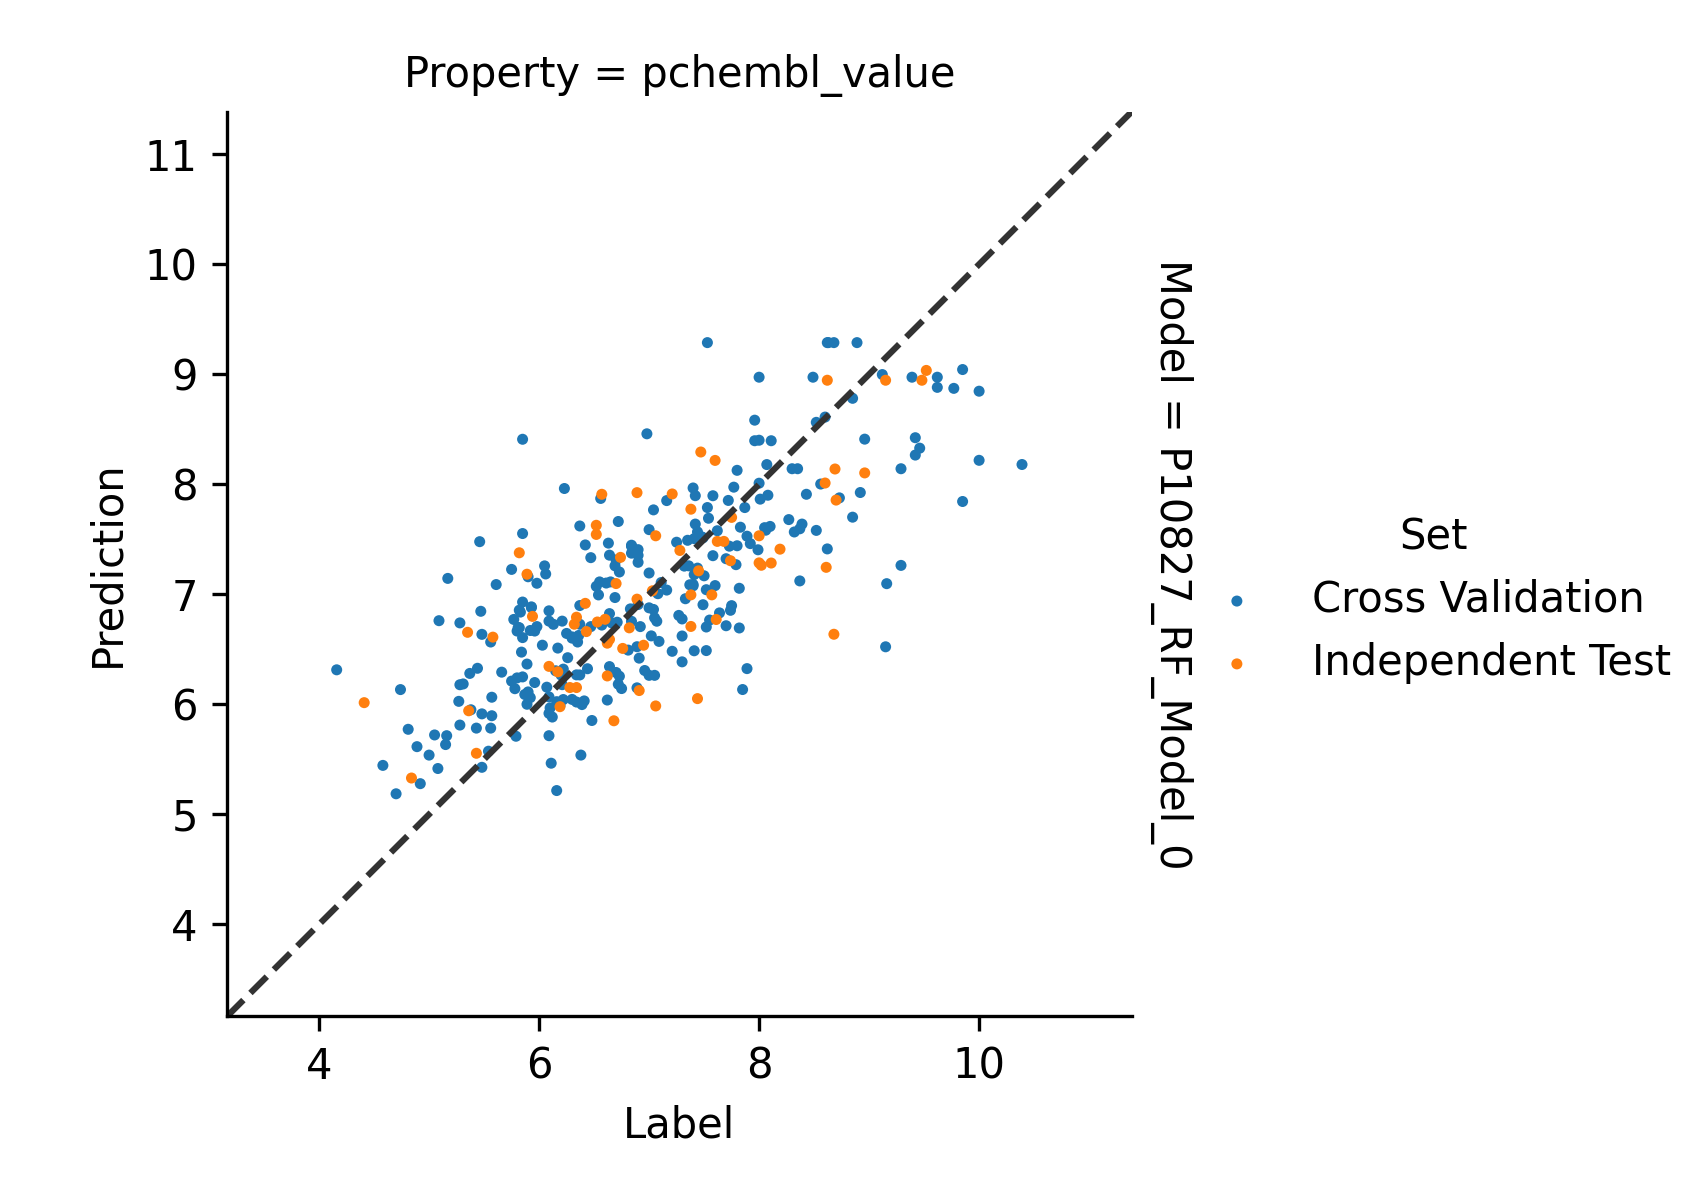 Property = pchembl_value
11
10
9
8
7
6
5
4
Prediction
4
6
8
10
Label
Model = P10827_RF_Model_0
Set
Cross Validation
Independent Test